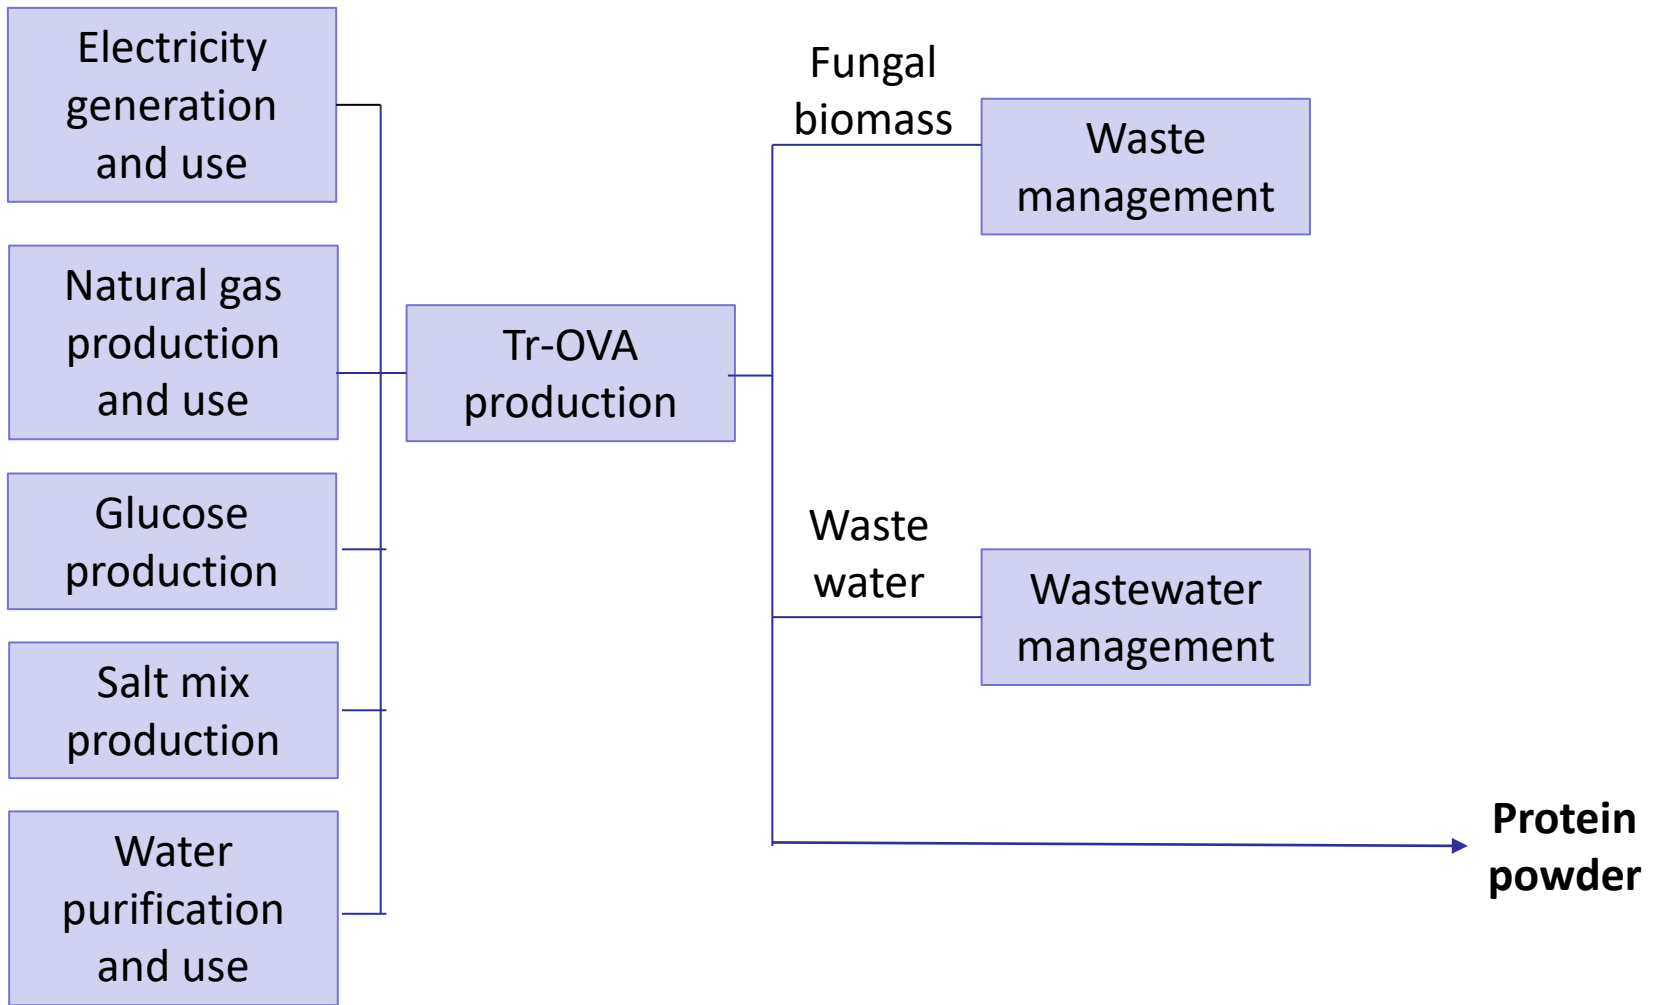 Electricity
generation
and use
Natural gas
production
and use
Glucose
production
Salt mix
production
Water
purification
and use
Tr-OVA
production
Fungal
biomass
Waste
management
Waste
water
Wastewater
management
Protein
powder